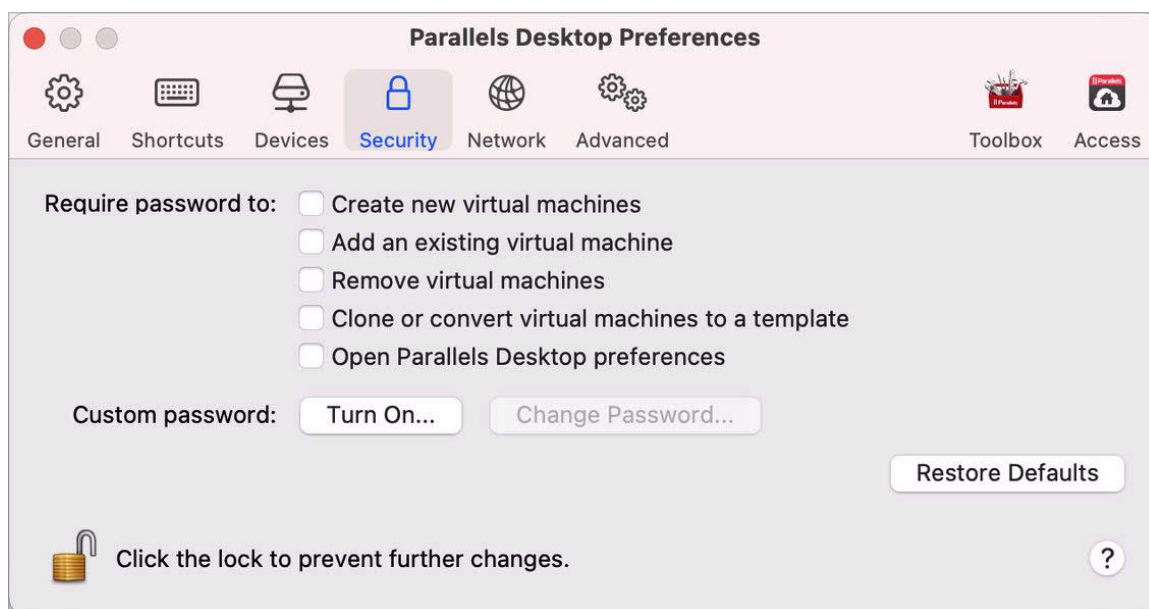 Parallels Desktop Preferences
General Shortcuts Devices Security Network Advanced Toolbox Access
Require password to: Create new virtual machines
Add an existing virtual machine
Remove virtual machines
Clone or convert virtual machines to a template
Open Parallels Desktop preferences
Custom password: Turn On... Change Password...
Restore Defaults
Click the lock to prevent further changes. ?